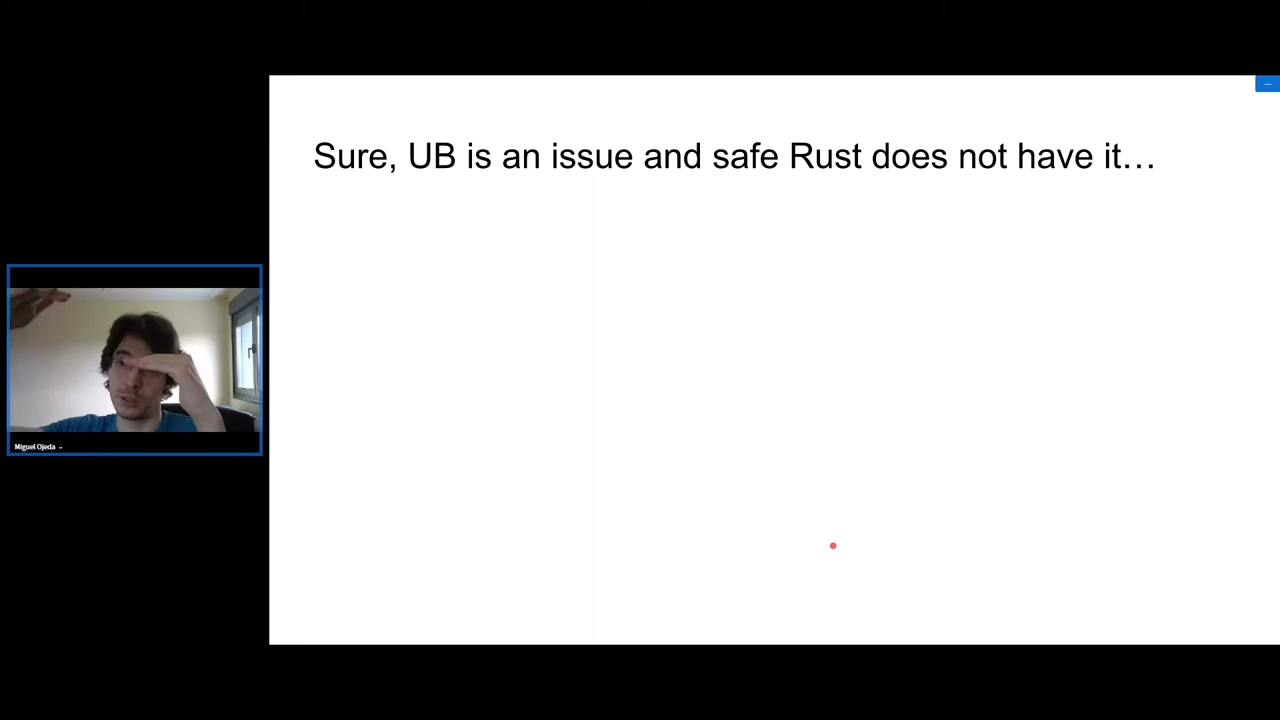 Sure, UB is an issue and safe Rust does not have it…
Miguel Ojeda